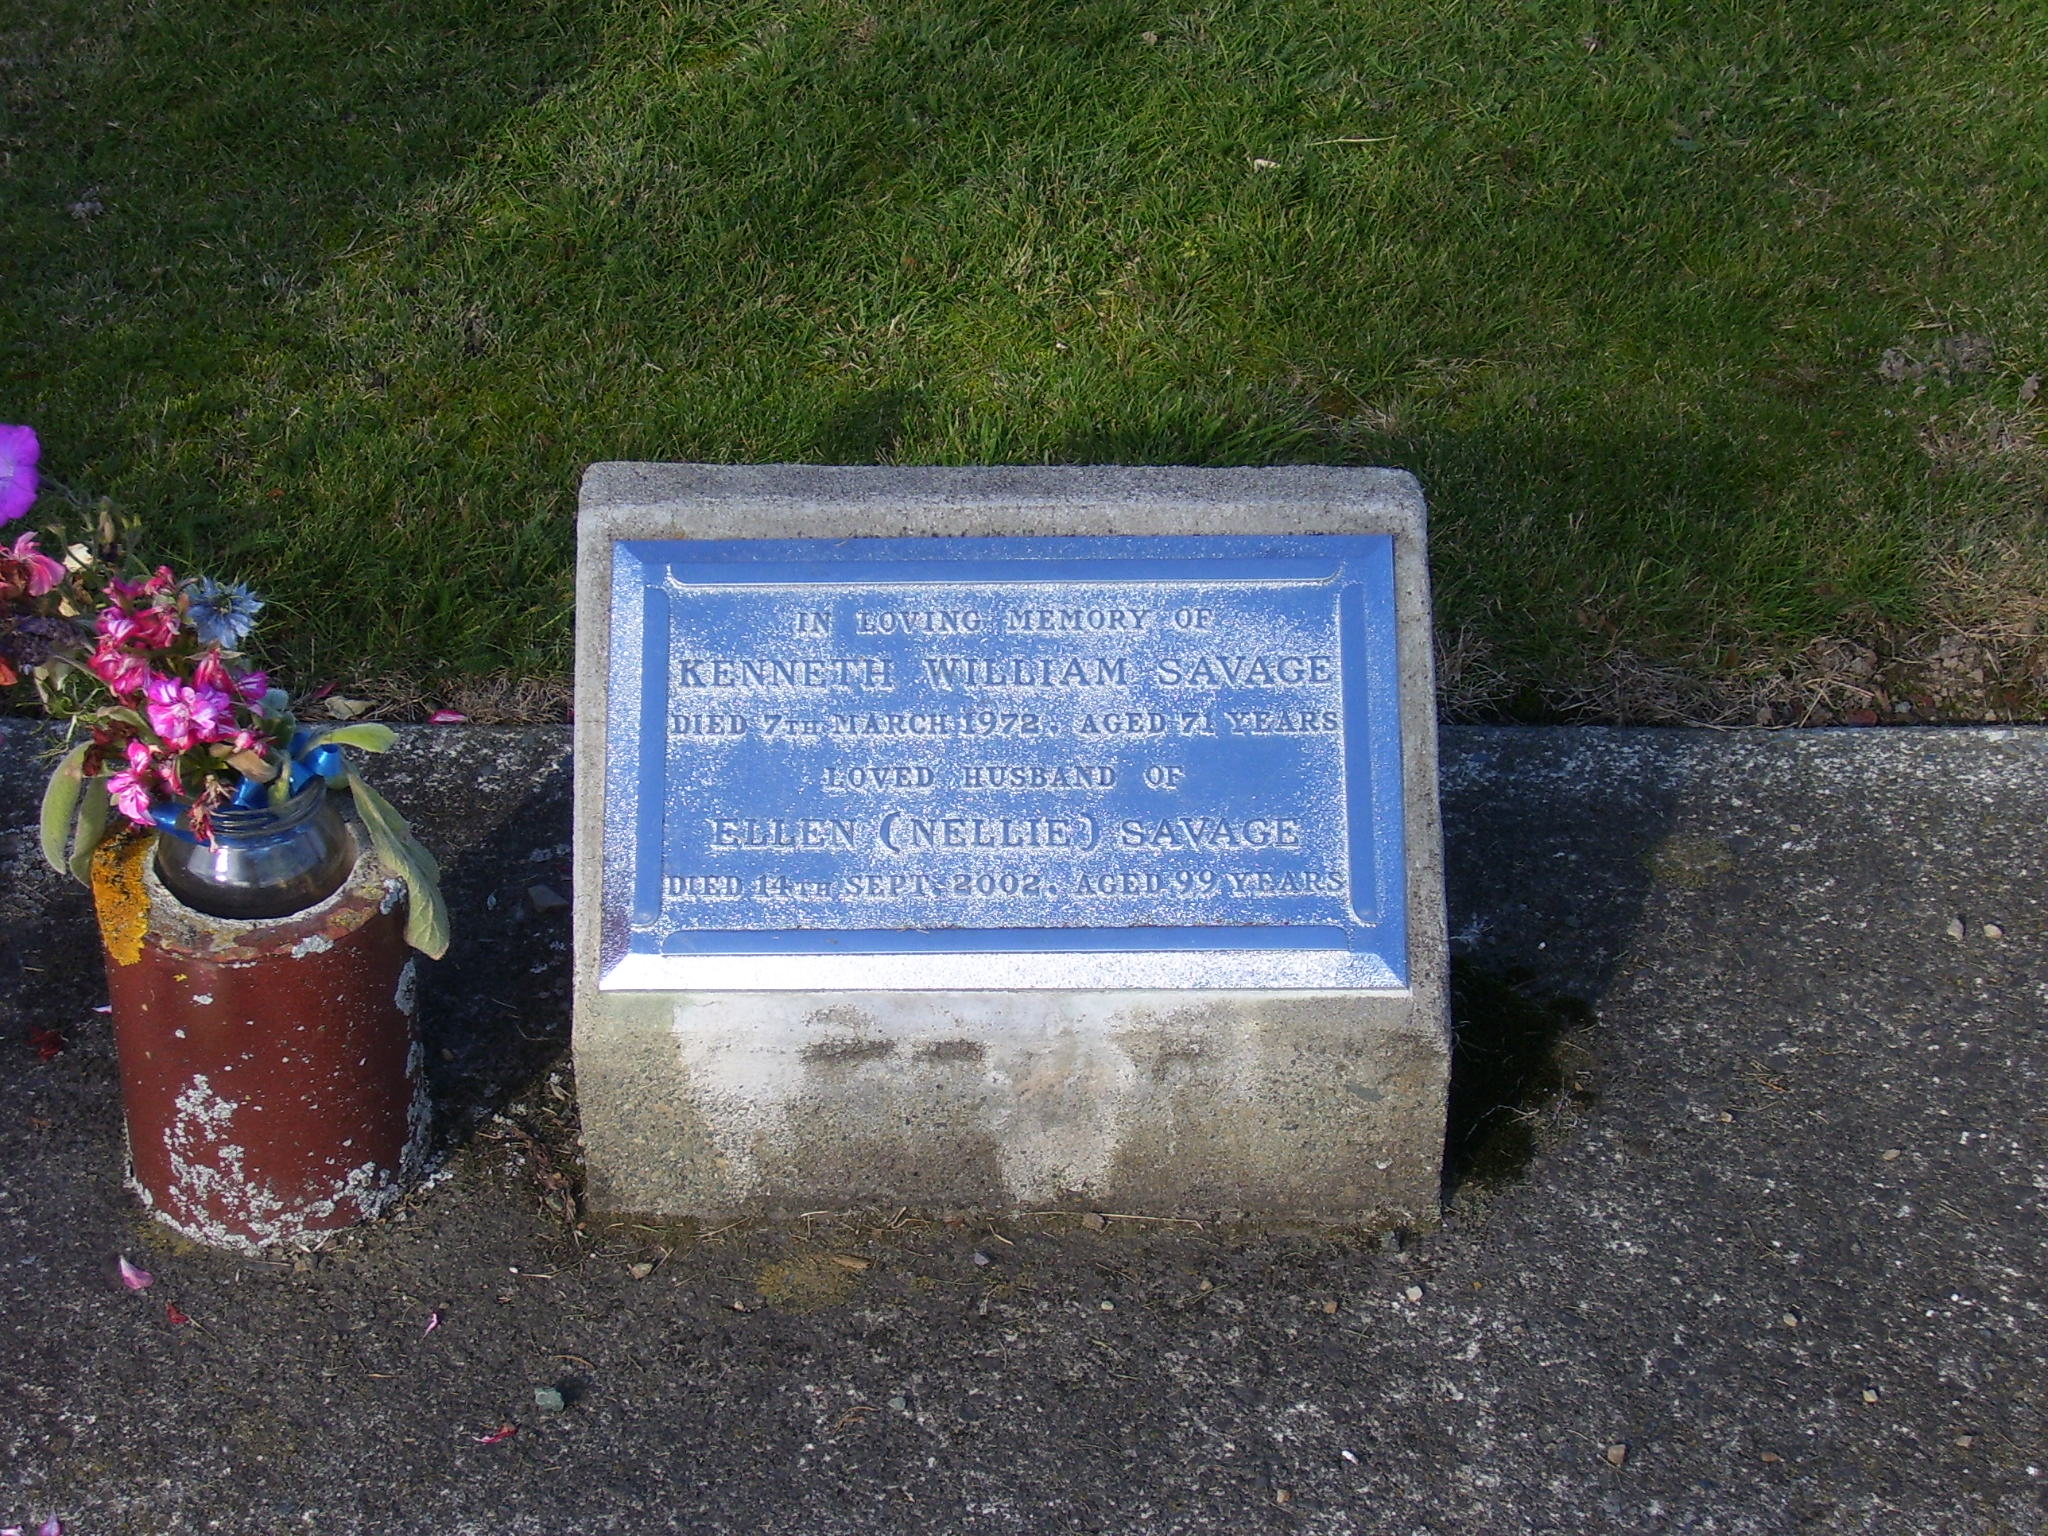 IN LOVING MEMORY OF
KENNETH WILLIAM SAVAGE
DIED 7TH MARCH 1972. AGED 71 YEARS
LOVED HUSBAND OF
ELLEN (NELLIE) SAVAGE
DIED 14TH SEPT. 2002. AGED 99 YEARS